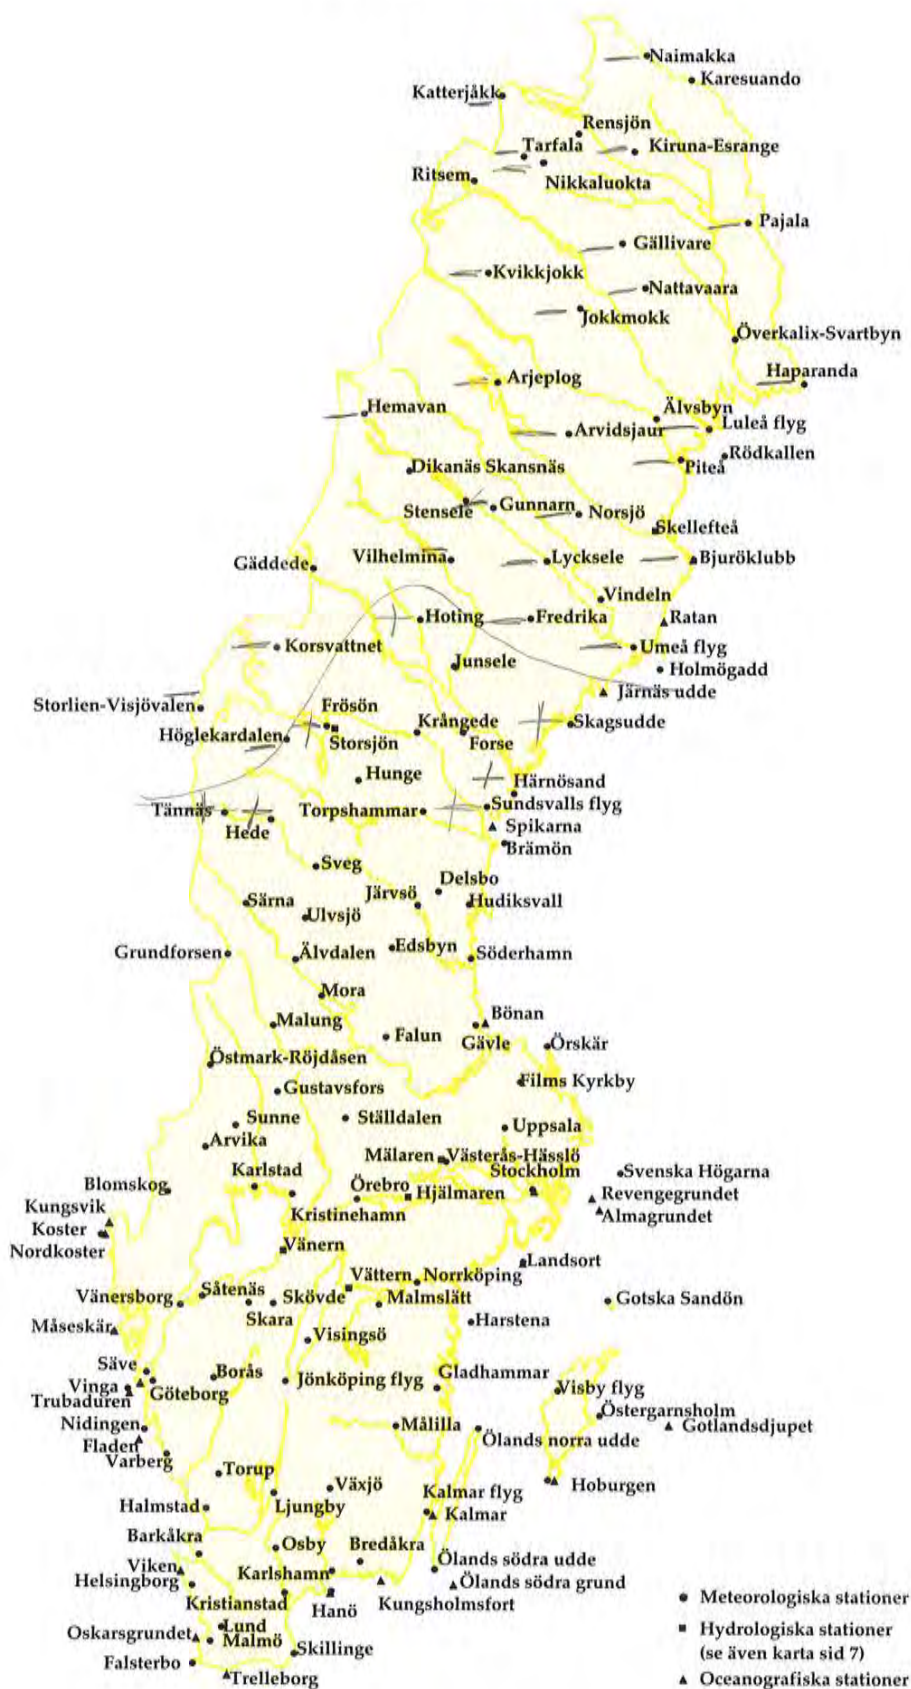 Naimakka
Karesuando
Katterjåkk
Rensjön
Tarfala
Kiruna-Esrange
Ritsem
Nikkaluokta
Pajala
Gällivare
Kvikkjokk
Nattavaara
Jokkmokk
Överkalix-Svartbyn
Haparanda
Arjeplog
Hemavan
Älvsbyn
Luleå flyg
Arvidsjaur
Rödkallen
Piteå
Dikanäs Skansnäs
Stensele
Gunnarn
Norsjö
Skellefteå
Gäddede
Vilhelmina
Lycksele
Bjuröklubb
Vindeln
Hoting
Fredrika
Ratan
Korsvattnet
Umeå flyg
Junsele
Holmögadd
Järnäs udde
Storlien-Visjövalen
Frösön
Krångede
Skagsudde
Höglekardalen
Storsjön
Forse
Hunge
Härnösand
Tännäs
Torpshammar
Sundsvalls flyg
Hede
Spikarna
Brämön
Sveg
Delsbo
Särna
Järvsö
Hudiksvall
Ulvsjö
Grundforsen
Älvdalen
Edsbyn
Söderhamn
Mora
Malung
Bönan
Falun
Gävle
Örskär
Östmark-Röjdåsen
Films Kyrkby
Gustavsfors
Sunne
Ställdalen
Uppsala
Arvika
Mälaren
Västerås-Hässlö
Karlstad
Stockholm
Svenska Högarna
Blomskog
Örebro
Hjälmaren
Revengegrundet
Kungsvik
Kristinehamn
Almagrundet
Koster
Nordkoster
Vänern
Landsort
Vättern
Norrköping
Vänersborg
Såtenäs
Skövde
Malmslätt
Gotska Sandön
Skara
Måseskär
Visingsö
Harstena
Säve
Borås
Jönköping flyg
Gladhammar
Vinga
Göteborg
Visby flyg
Trubaduren
Östergarnsholm
Nidingen
Målilla
Gotlandsdjupet
Fladen
Ölands norra udde
Varberg
Torup
Växjö
Hoburgen
Halmstad
Ljungby
Kalmar flyg
Kalmar
Barkåkra
Osby
Bredåkra
Ölands södra udde
Viken
Karlshamn
Helsingborg
Ölands södra grund
Kristianstad
Hanö
Kungsholmsfort
Lund
Oskarsgrundet
Malmö
Skillinge
Falsterbo
Trelleborg
Meteorologiska stationer
Hydrologiska stationer
(se även karta sid 7)
Oceanografiska stationer